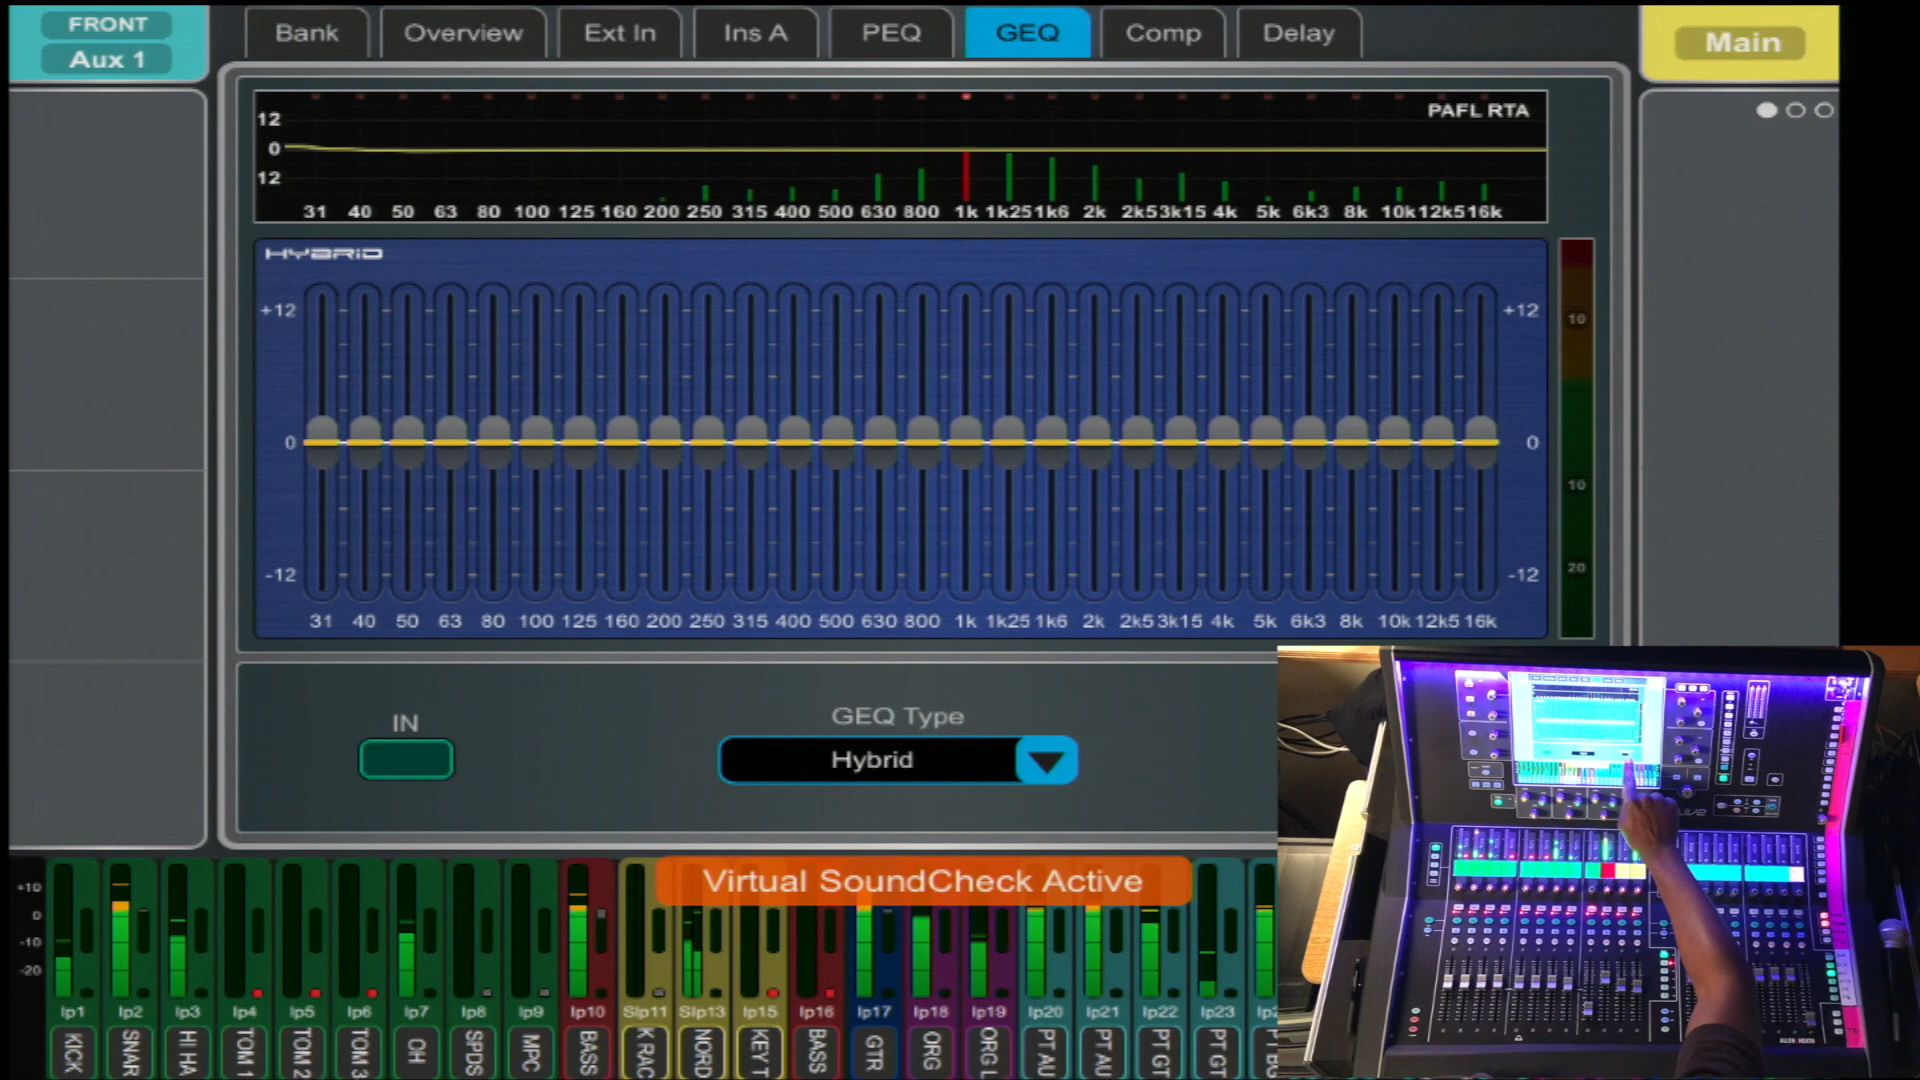 FRONT
Aux 1
Bank Overview Ext In Ins A PEQ GEQ Comp Delay
Main
PAFL RTA
12
0
12
31 40 50 63 80 100 125 160 200 250 315 400 500 630 800 1k 1k25 1k6 2k 2k5 3k15 4k 5k 6k3 8k 10k 12k5 16k
HYBRID
+12 +12
0 0
-12 -12
10
10
20
31 40 50 63 80 100 125 160 200 250 315 400 500 630 800 1k 1k25 1k6 2k 2k5 3k15 4k 5k 6k3 8k 10k 12k5 16k
IN
GEQ Type
Hybrid
Virtual SoundCheck Active
+10
0
-10
-20
Ip1 Ip2 Ip3 Ip4 Ip5 Ip6 Ip7 Ip8 Ip9 Ip10 SIp11 SIp13 Ip15 Ip16 Ip17 Ip18 Ip19 Ip20 Ip21 Ip22 Ip23
KICK SNAR HI HA TOM 1 TOM 2 TOM 3 OH SPDS MPC BASS K RAC NORD KEY T BASS GTR ORG ORG L PT AU PT AU PT GT PT GT
ALLEN HEATH